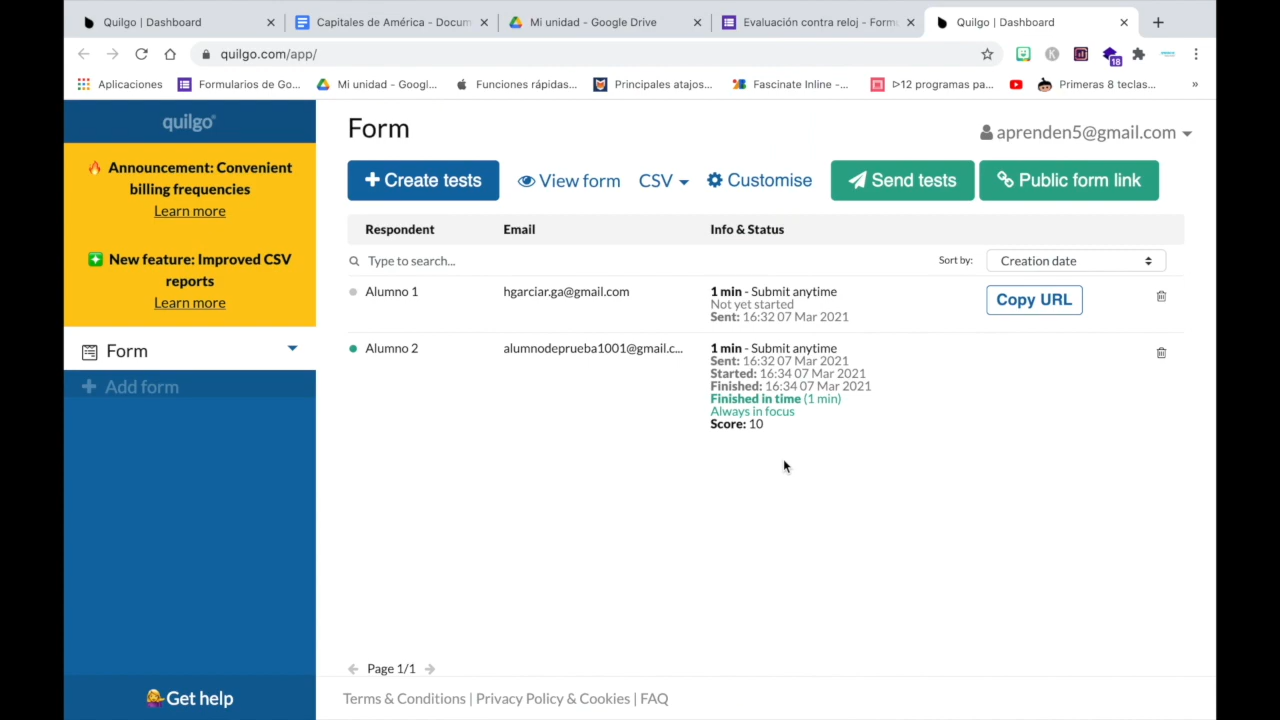 Quilgo | Dashboard
Capitales de América - Docum
Mi unidad - Google Drive
Evaluación contra reloj - Formu
Quilgo | Dashboard
quilgo.com/app/
18
Aplicaciones
Formularios de Go...
Mi unidad - Googl...
Funciones rápidas...
Principales atajos...
Fascinate Inline -...
▷12 programas pa...
Primeras 8 teclas...
»
quilgo
Announcement: Convenient
billing frequencies
Learn more
New feature: Improved CSV
reports
Learn more
Form
+ Add form
Get help
Form
aprenden5@gmail.com
+ Create tests
View form
CSV
Customise
Send tests
Public form link
Respondent
Email
Info & Status
Type to search...
Sort by:
Creation date
Alumno 1
hgarciar.ga@gmail.com
1 min - Submit anytime
Not yet started
Sent: 16:32 07 Mar 2021
Copy URL
Alumno 2
alumnodeprueba1001@gmail.c...
1 min - Submit anytime
Sent: 16:32 07 Mar 2021
Started: 16:34 07 Mar 2021
Finished: 16:34 07 Mar 2021
Finished in time (1 min)
Always in focus
Score: 10
Page 1/1
Terms & Conditions | Privacy Policy & Cookies | FAQ